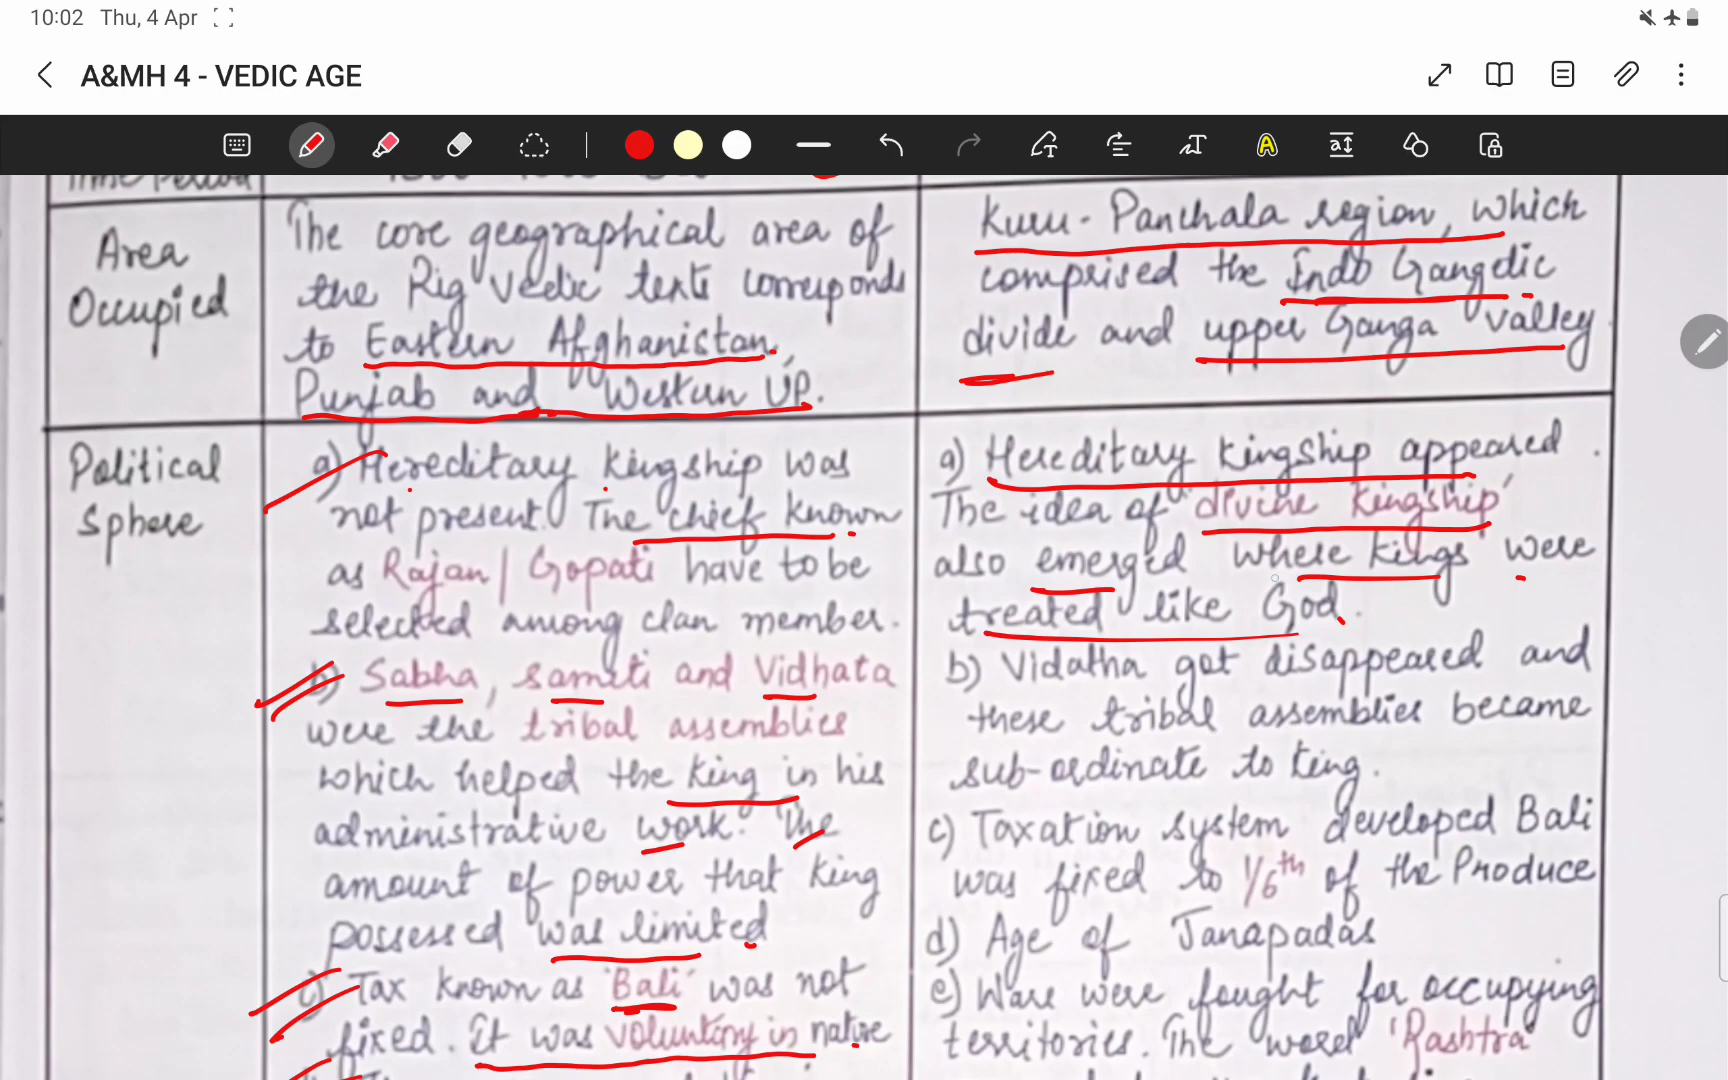 10:02 Thu, 4 Apr
A&MH 4 - VEDIC AGE
Time Period
Area
Occupied
The core geographical area of
the Rig Vedic texts corresponds
to Eastern Afghanistan,
Punjab and Western UP.
Kuru - Panchala region, which
comprised the Indo Gangetic
divide and upper Ganga Valley
Political
Sphere
a) Hereditary kingship was
not present. The chief known
as Rajan / Gopati have to be
selected among clan member.
b) Sabha, samiti and Vidhata
were the tribal assemblies
which helped the king in his
administrative work. The
amount of power that king
possessed was limited
c) Tax known as 'Bali' was not
fixed. It was voluntary in native
a) Hereditary kingship appeared.
The idea of 'divine kingship'
also emerged where kings were
treated like God.
b) Vidatha got disappeared and
these tribal assemblies became
sub-ordinate to king.
c) Taxation system developed Bali
was fixed to 1/6th of the Produce
d) Age of Janapadas
e) Wars were fought for occupying
territories. The word 'Rashtra'